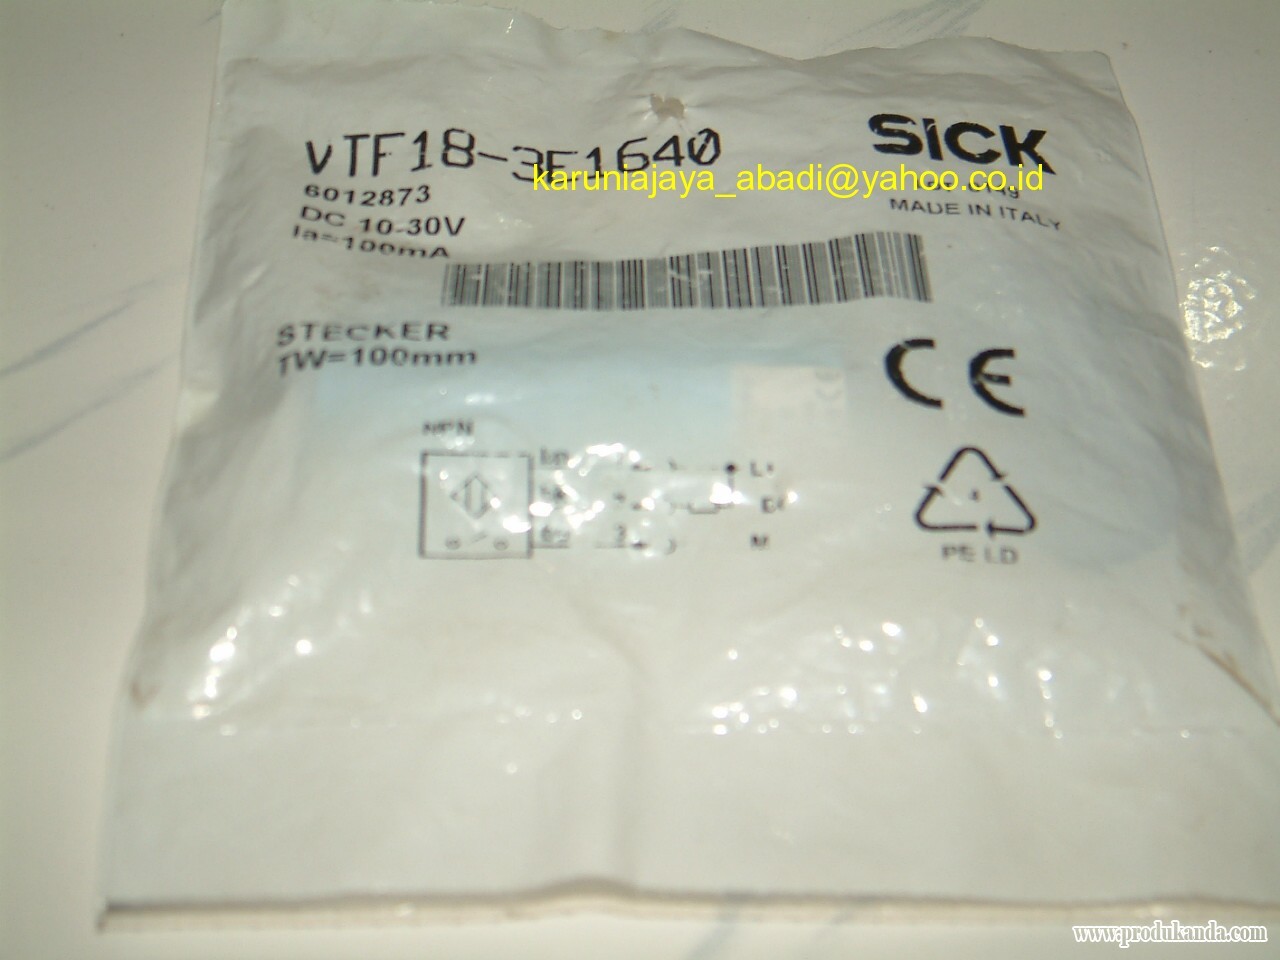 VTF18-3E1640
SICK
karuniajaya_abadi@yahoo.co.id
6012873
MADE IN ITALY
DC 10-30V
Ia=100mA
STECKER
TW=100mm
CE
NPN
L+
M
4
PE LD
www.produkanda.com